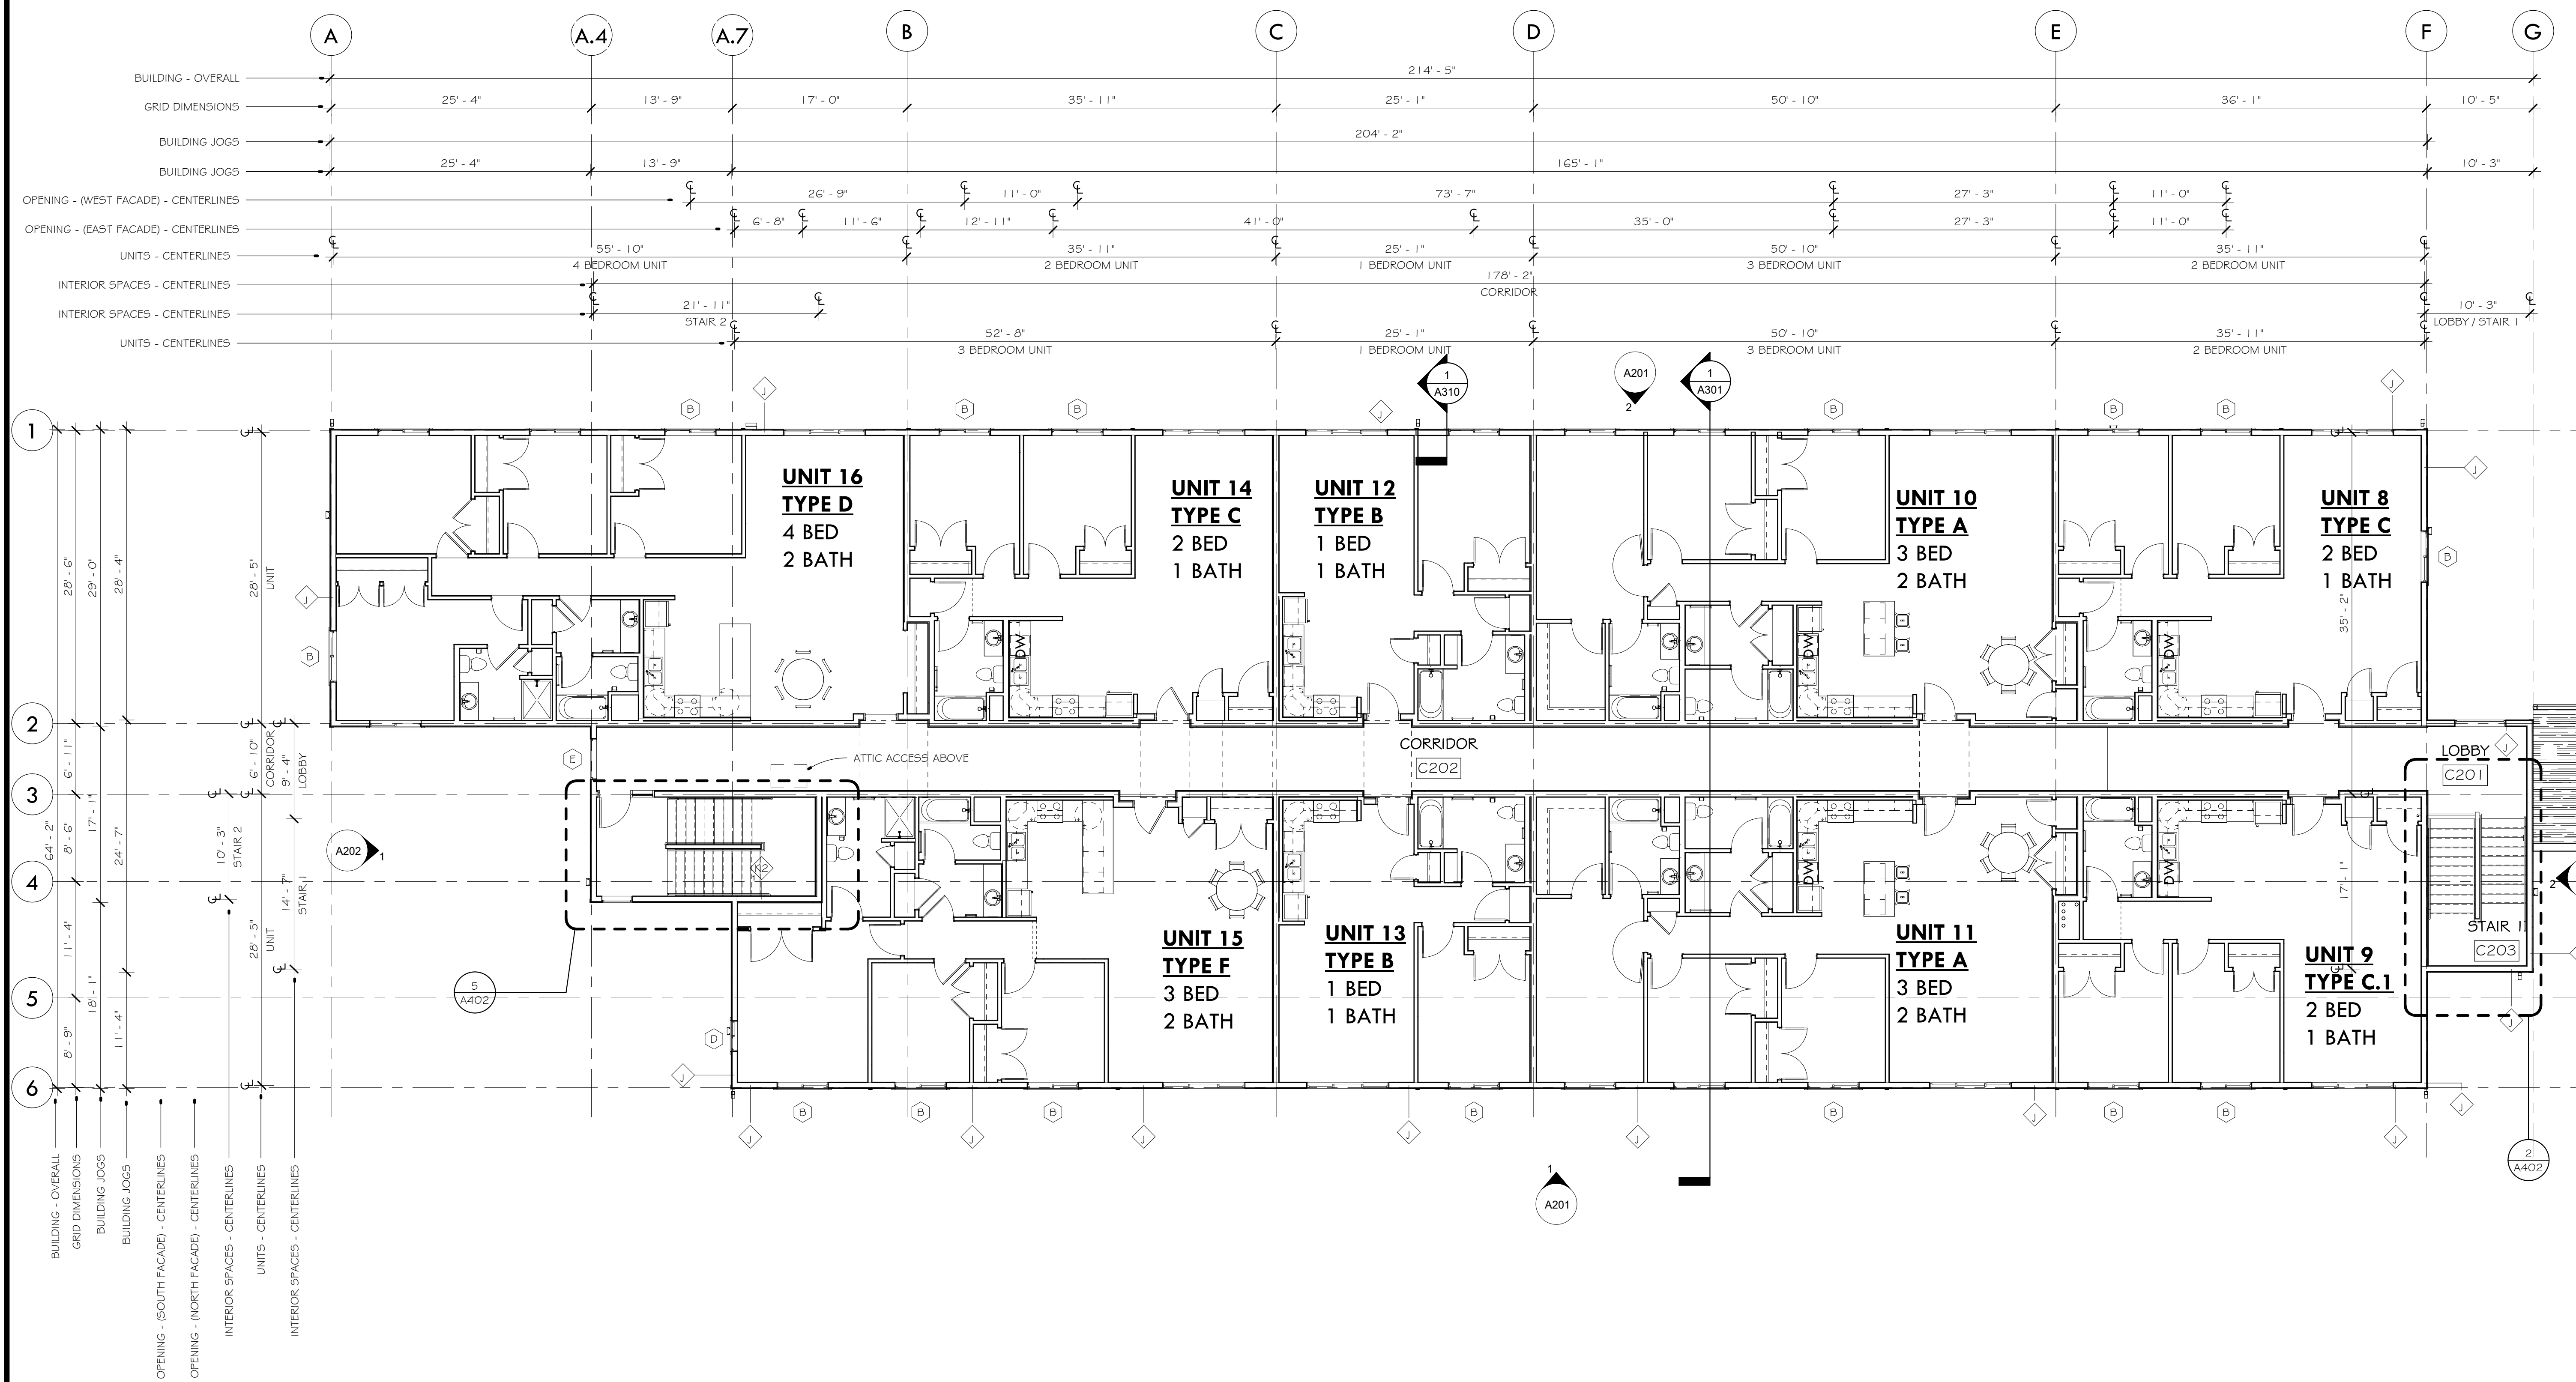 A A.4 A.7 B C D E F G
BUILDING - OVERALL 214' - 5"
GRID DIMENSIONS 25' - 4" 13' - 9" 17' - 0" 35' - 11" 25' - 1" 50' - 10" 36' - 1" 10' - 5"
BUILDING JOGS 204' - 2"
BUILDING JOGS 25' - 4" 13' - 9" 165' - 1" 10' - 3"
OPENING - (WEST FACADE) - CENTERLINES 26' - 9" 11' - 0" 73' - 7" 27' - 3" 11' - 0"
OPENING - (EAST FACADE) - CENTERLINES 6' - 8" 11' - 6" 12' - 11" 41' - 0" 35' - 0" 27' - 3" 11' - 0"
UNITS - CENTERLINES 55' - 10" 35' - 11" 25' - 1" 50' - 10" 35' - 11"
4 BEDROOM UNIT 2 BEDROOM UNIT 1 BEDROOM UNIT 3 BEDROOM UNIT 2 BEDROOM UNIT
INTERIOR SPACES - CENTERLINES 178' - 2"
CORRIDOR
INTERIOR SPACES - CENTERLINES 21' - 11" 10' - 3"
STAIR 2 LOBBY / STAIR 1
UNITS - CENTERLINES 52' - 8" 25' - 1" 50' - 10" 35' - 11"
3 BEDROOM UNIT 1 BEDROOM UNIT 3 BEDROOM UNIT 2 BEDROOM UNIT
1
A310
A201
2
1
A301
J J J
B B B B B B
1
2
3
4
5
6
UNIT 16
TYPE D
4 BED
2 BATH
UNIT 14
TYPE C
2 BED
1 BATH
UNIT 12
TYPE B
1 BED
1 BATH
UNIT 10
TYPE A
3 BED
2 BATH
UNIT 8
TYPE C
2 BED
1 BATH
J
B
J
B
35' - 2"
DW DW DW
E
ATTIC ACCESS ABOVE
CORRIDOR
C202
LOBBY
J
C201
A202
1
K2
DW DW
17' - 1"
2
STAIR 1
C203
UNIT 15
TYPE F
3 BED
2 BATH
UNIT 13
TYPE B
1 BED
1 BATH
UNIT 11
TYPE A
3 BED
2 BATH
UNIT 9
TYPE C.1
2 BED
1 BATH
5
A402
D
J
J
B B B B B B B
J J J J J J J J
1
A201
2
A402
64' - 2"
28' - 6"
6' - 11"
8' - 6"
11' - 4"
8' - 9"
29' - 0"
17' - 1"
18' - 1"
28' - 4"
24' - 7"
11' - 4"
10' - 3"
STAIR 2
28' - 5"
UNIT
6' - 10"
CORRIDOR
28' - 5"
UNIT
9' - 4"
LOBBY
14' - 7"
STAIR 1
BUILDING - OVERALL
GRID DIMENSIONS
BUILDING JOGS
BUILDING JOGS
OPENING - (SOUTH FACADE) - CENTERLINES
OPENING - (NORTH FACADE) - CENTERLINES
INTERIOR SPACES - CENTERLINES
UNITS - CENTERLINES
INTERIOR SPACES - CENTERLINES